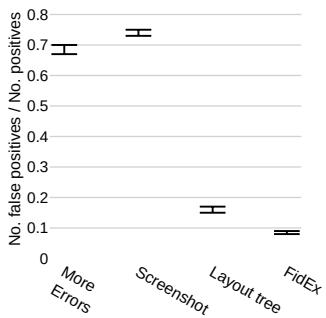 No. false positives / No. positives
0.8
0.7
0.6
0.5
0.4
0.3
0.2
0.1
0
More
Errors
Screenshot
Layout tree
FidEx